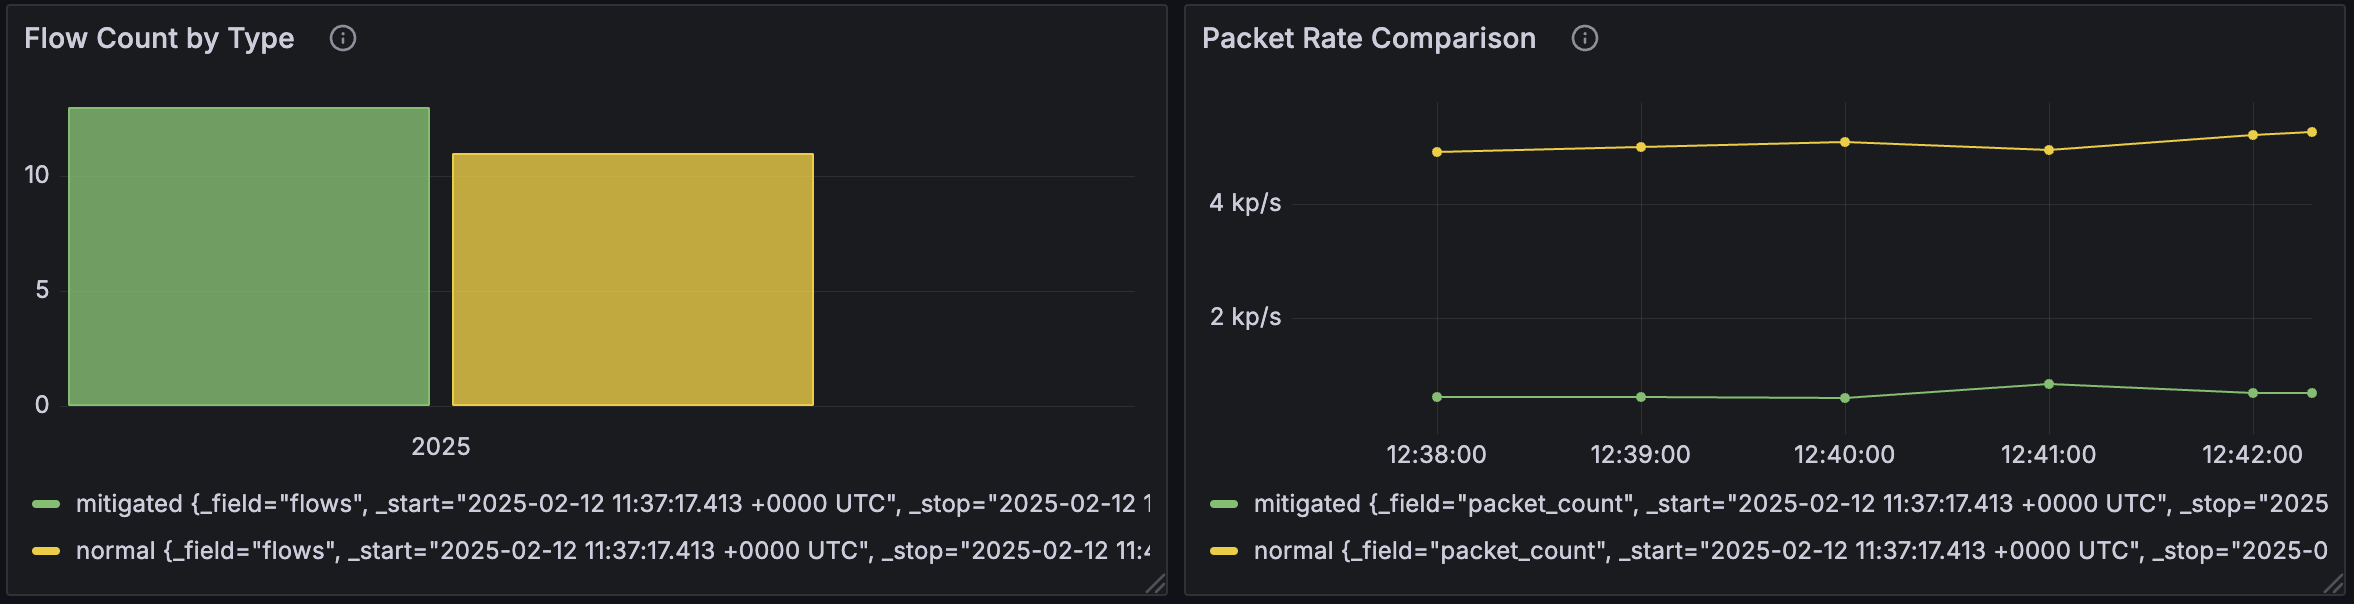 Flow Count by Type
10
5
0
2025
mitigated {_field="flows", _start="2025-02-12 11:37:17.413 +0000 UTC", _stop="2025-02-12 1
normal {_field="flows", _start="2025-02-12 11:37:17.413 +0000 UTC", _stop="2025-02-12 11:4
Packet Rate Comparison
4 kp/s
2 kp/s
12:38:00 12:39:00 12:40:00 12:41:00 12:42:00
mitigated {_field="packet_count", _start="2025-02-12 11:37:17.413 +0000 UTC", _stop="2025
normal {_field="packet_count", _start="2025-02-12 11:37:17.413 +0000 UTC", _stop="2025-0